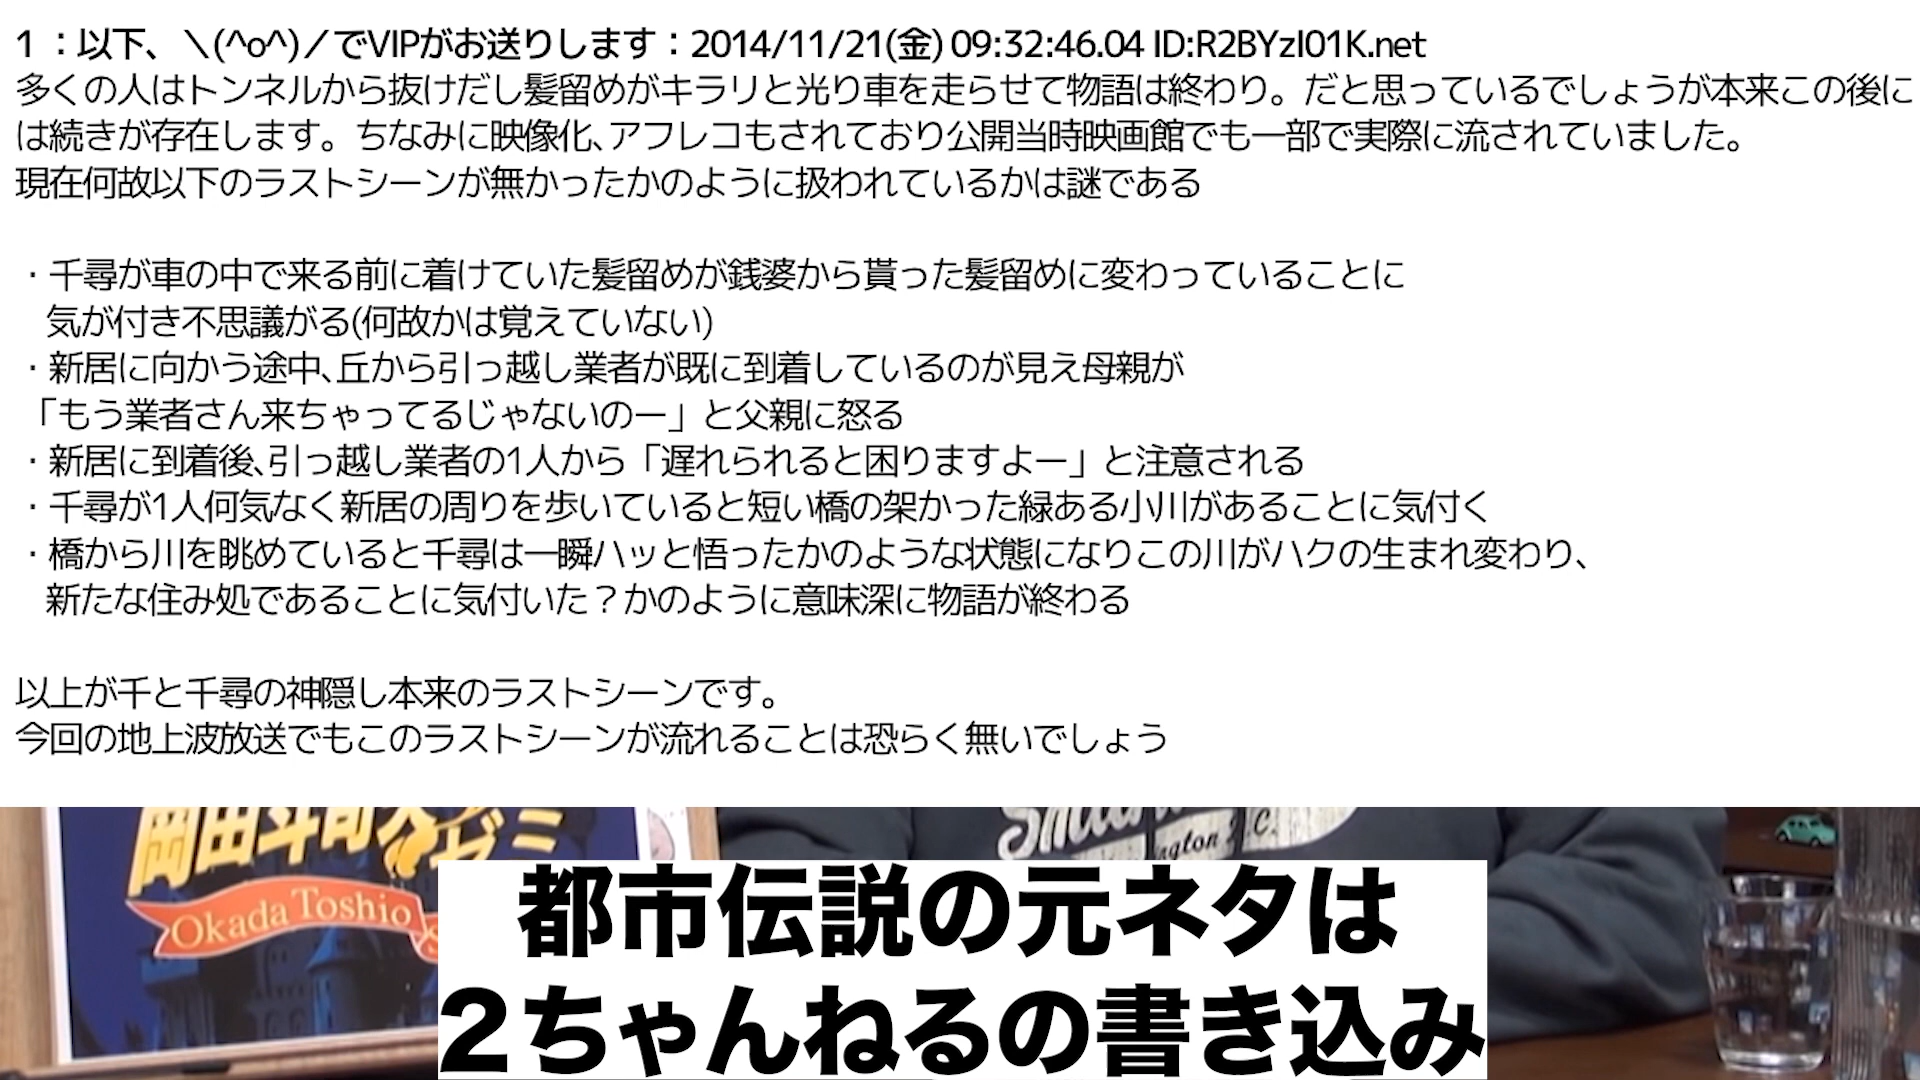 1 ：以下、＼(^o^)／でVIPがお送りします：2014/11/21(金) 09:32:46.04 ID:R2BYzI01K.net
多くの人はトンネルから抜けだし髪留めがキラリと光り車を走らせて物語は終わり。だと思っているでしょうが本来この後に
は続きが存在します。ちなみに映像化、アフレコもされており公開当時映画館でも一部で実際に流されていました。
現在何故以下のラストシーンが無かったかのように扱われているかは謎である
・千尋が車の中で来る前に着けていた髪留めが銭婆から貰った髪留めに変わっていることに
気が付き不思議がる(何故かは覚えていない)
・新居に向かう途中、丘から引っ越し業者が既に到着しているのが見え母親が
「もう業者さん来ちゃってるじゃないのー」と父親に怒る
・新居に到着後、引っ越し業者の1人から「遅れられると困りますよー」と注意される
・千尋が1人何気なく新居の周りを歩いていると短い橋の架かった緑ある小川があることに気付く
・橋から川を眺めていると千尋は一瞬ハッと悟ったかのような状態になりこの川がハクの生まれ変わり、
新たな住み処であることに気付いた？かのように意味深に物語が終わる
以上が千と千尋の神隠し本来のラストシーンです。
今回の地上波放送でもこのラストシーンが流れることは恐らく無いでしょう
岡田斗司夫ゼミ
Okada Toshio
都市伝説の元ネタは
2ちゃんねるの書き込み